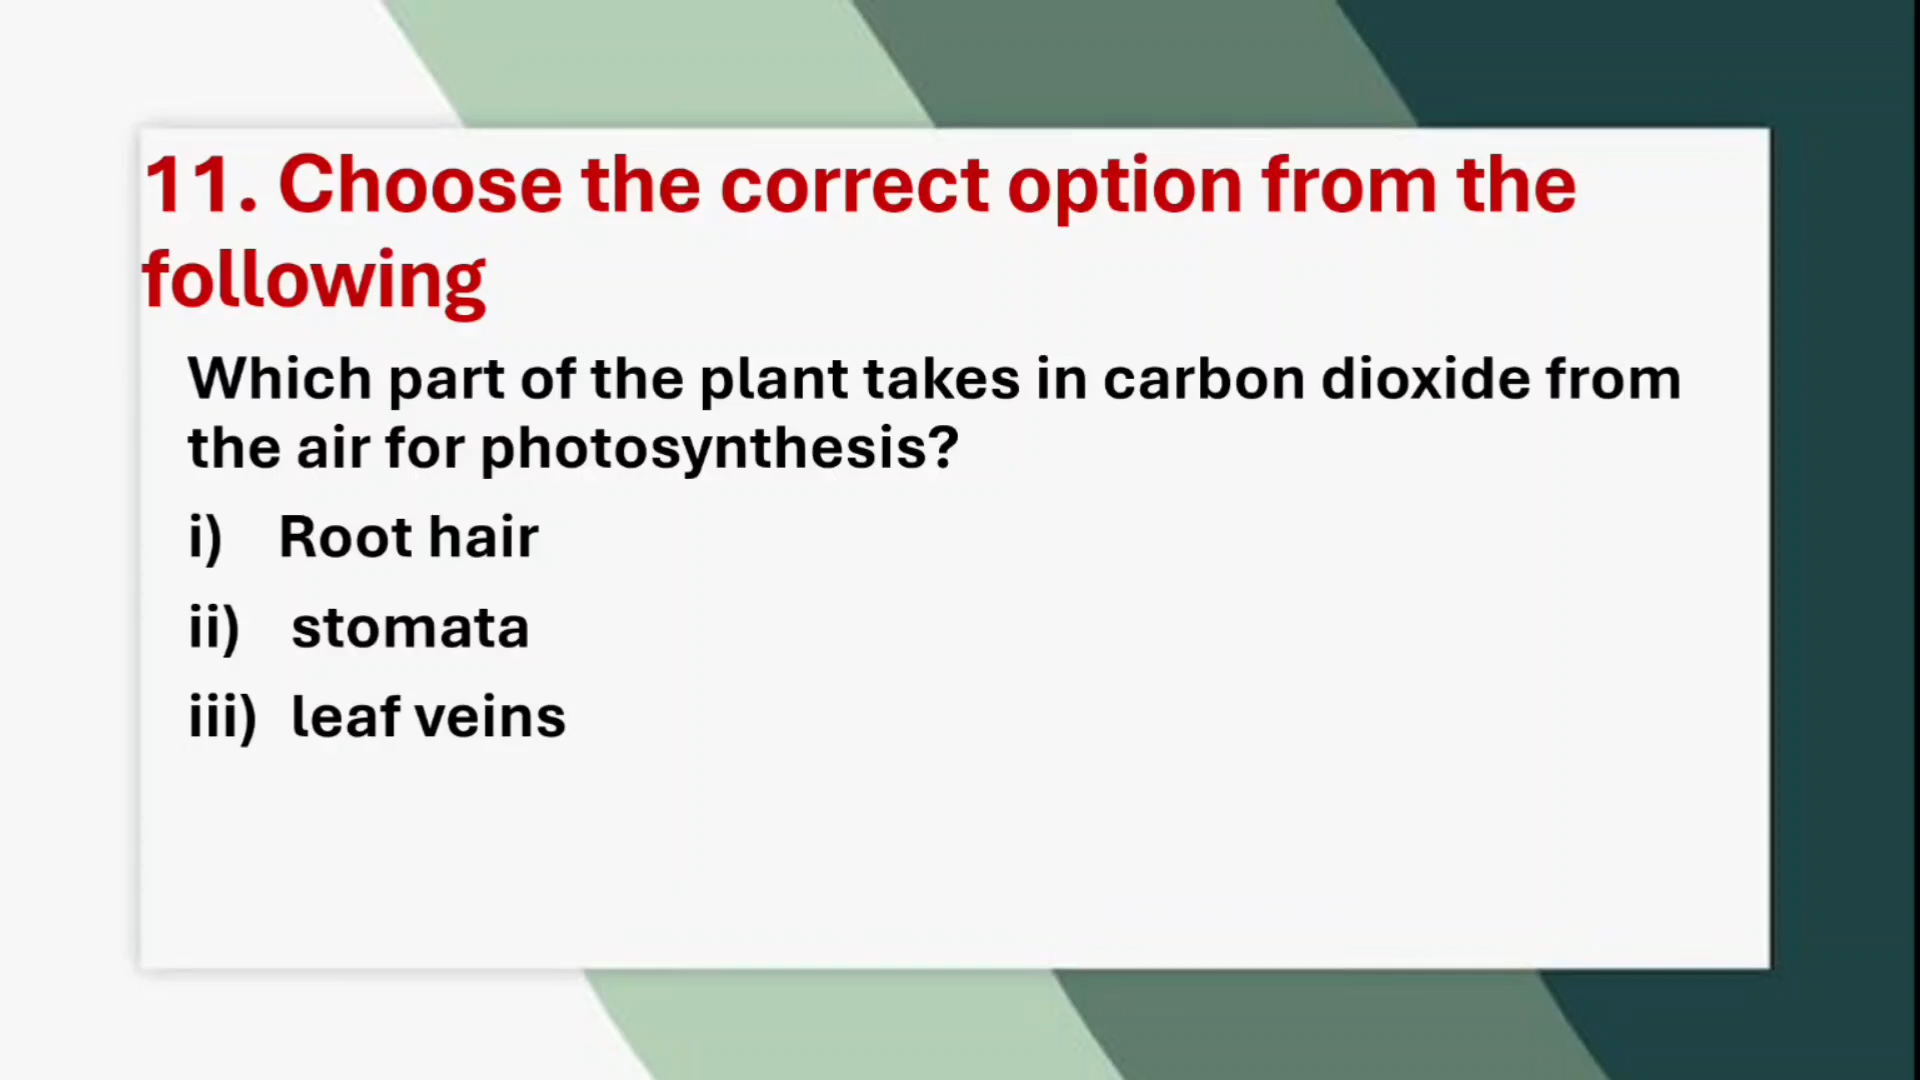 11. Choose the correct option from the
following
Which part of the plant takes in carbon dioxide from
the air for photosynthesis?
i) Root hair
ii) stomata
iii) leaf veins